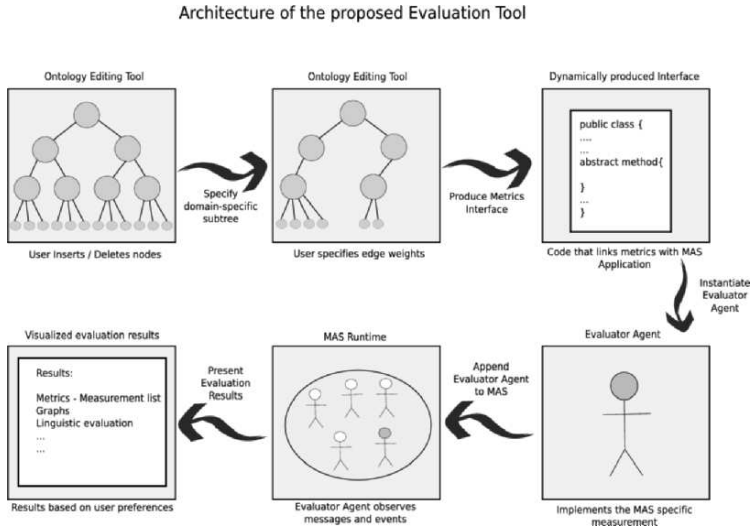 Architecture of the proposed Evaluation Tool
Ontology Editing Tool
User Inserts / Deletes nodes
Specify
domain-specific
subtree
Ontology Editing Tool
User specifies edge weights
Produce Metrics
Interface
Dynamically produced Interface
public class {
....
...
abstract method{
}
...
}
Code that links metrics with MAS
Application
Instantiate
Evaluator
Agent
Evaluator Agent
Implements the MAS specific
measurement
Append
Evaluator Agent
to MAS
MAS Runtime
Evaluator Agent observes
messages and events
Present
Evaluation
Results
Visualized evaluation results
Results:
Metrics - Measurement list
Graphs
Linguistic evaluation
...
...
Results based on user preferences